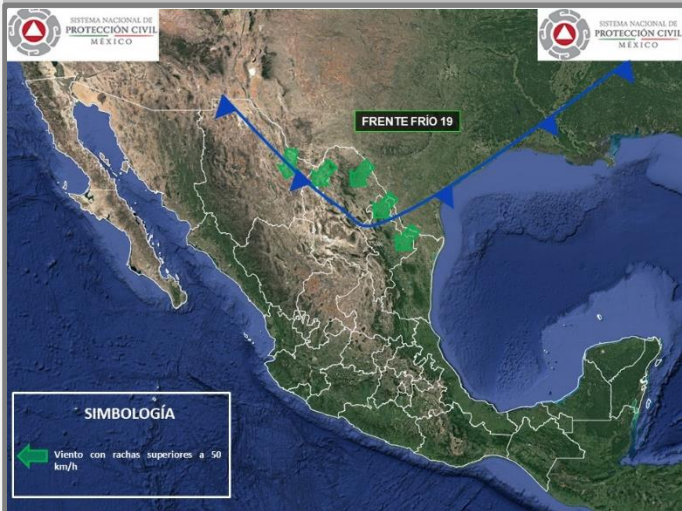 SISTEMA NACIONAL DE
PROTECCIÓN CIVIL
MÉXICO
SISTEMA NACIONAL DE
PROTECCIÓN CIVIL
MÉXICO
FRENTE FRÍO 19
SIMBOLOGÍA
Viento con rachas superiores a 50
km/h